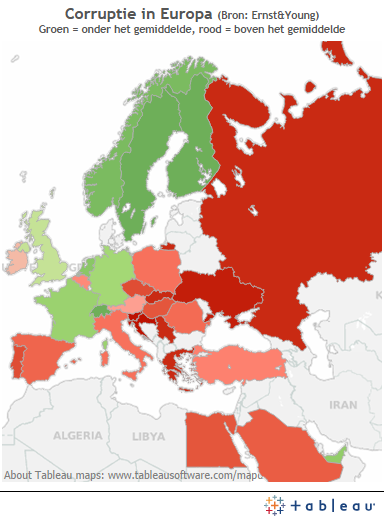 Corruptie in Europa (Bron: Ernst&Young)
Groen = onder het gemiddelde, rood = boven het gemiddelde
IRAN
ALGERIA
LIBYA
About Tableau maps: www.tableausoftware.com/mapd
tableau